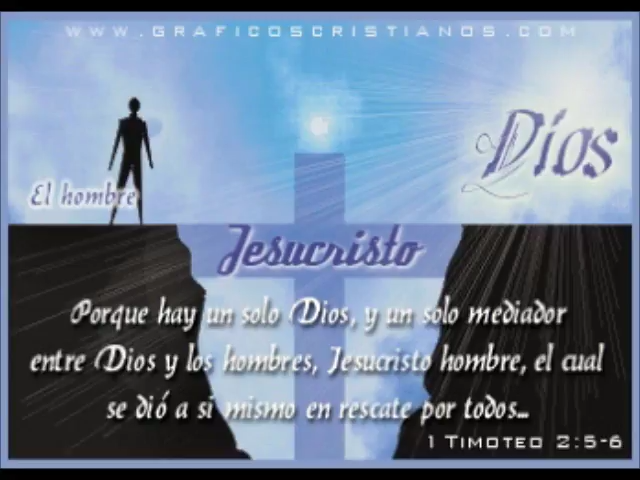 WWW.GRAFICOSCRISTIANOS.COM
Dios
El hombre
Jesucristo
Porque hay un solo Dios, y un solo mediador
entre Dios y los hombres, Jesucristo hombre, el cual
se dió a si mismo en rescate por todos...
1 TIMOTEO 2:5-6